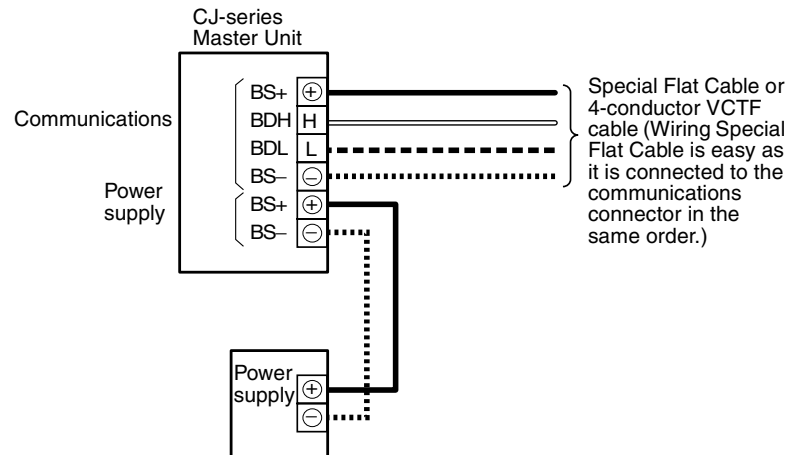 CJ-series
Master Unit
Communications
BS+ ⊕
BDH H
BDL L
BS– ⊖
Power
supply
BS+ ⊕
BS– ⊖
Special Flat Cable or
4-conductor VCTF
cable (Wiring Special
Flat Cable is easy as
it is connected to the
communications
connector in the
same order.)
Power
supply
⊕
⊖